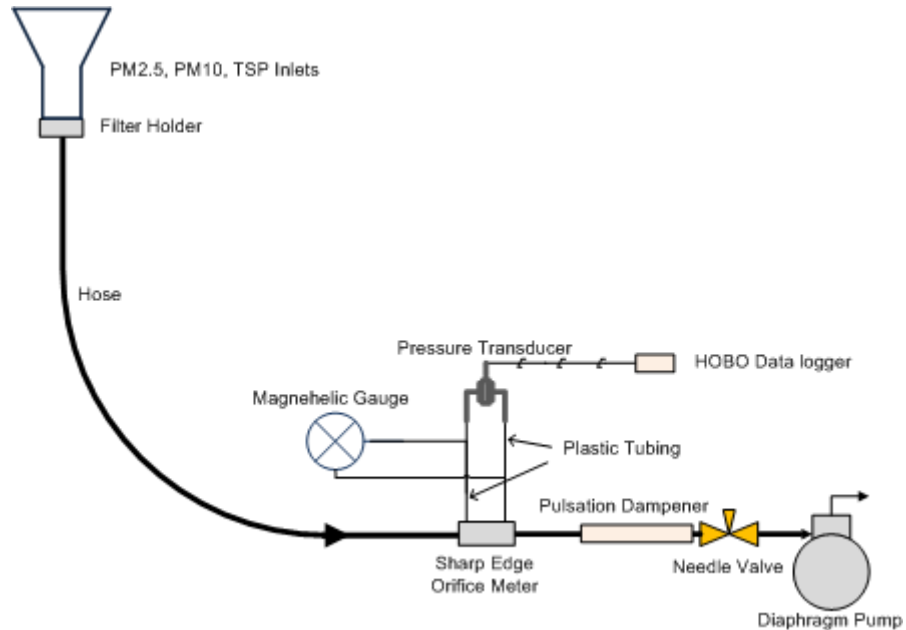 PM2.5, PM10, TSP Inlets
Filter Holder
Hose
Pressure Transducer
HOBO Data logger
Magnehelic Gauge
Plastic Tubing
Pulsation Dampener
Sharp Edge
Orifice Meter
Needle Valve
Diaphragm Pump